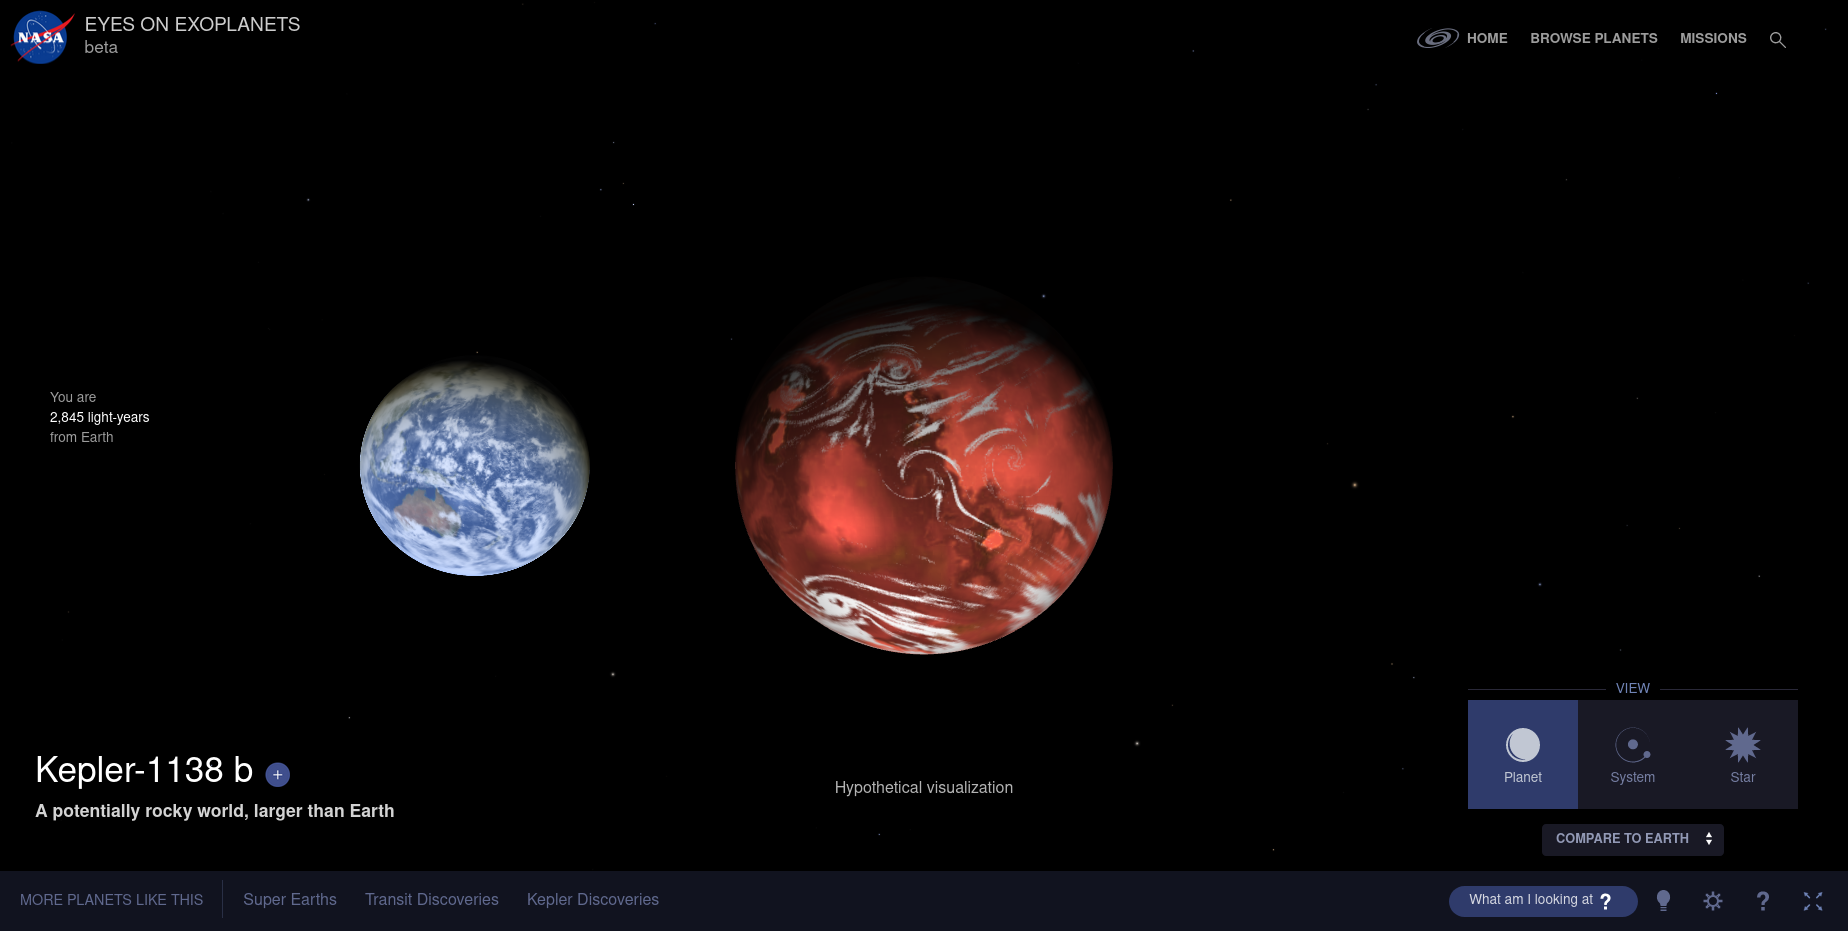 NASA
EYES ON EXOPLANETS
beta
HOME
BROWSE PLANETS
MISSIONS
You are
2,845 light-years
from Earth
Kepler-1138 b +
A potentially rocky world, larger than Earth
Hypothetical visualization
VIEW
Planet
System
Star
COMPARE TO EARTH
MORE PLANETS LIKE THIS
Super Earths
Transit Discoveries
Kepler Discoveries
What am I looking at ?
?